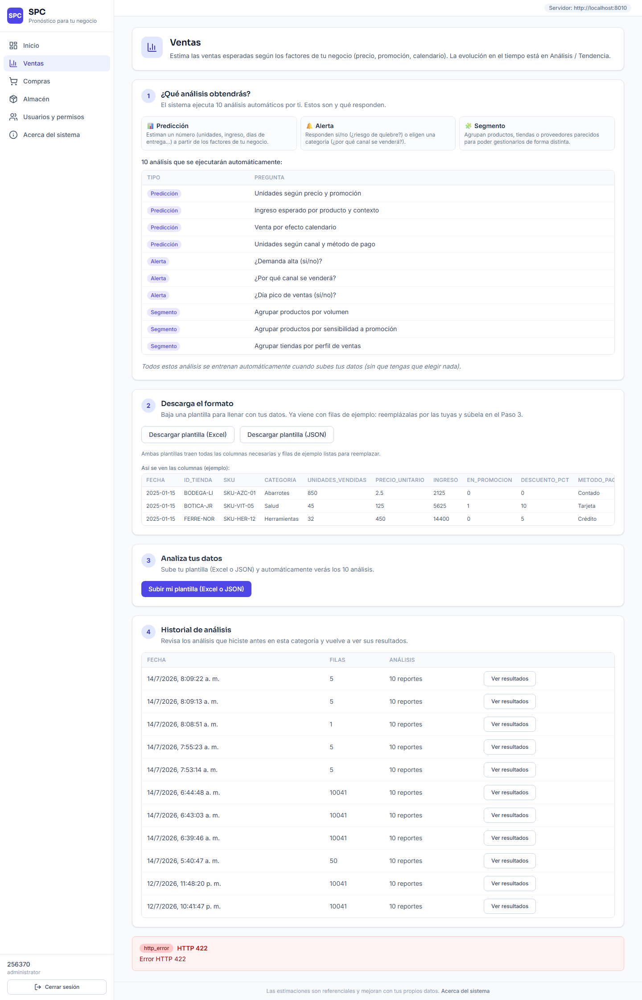 SPC
SPC
Pronóstico para tu negocio
Servidor: http://localhost:8010
Inicio
Ventas
Compras
Almacén
Usuarios y permisos
Acerca del sistema
Ventas
Estima las ventas esperadas según los factores de tu negocio (precio, promoción, calendario). La evolución en el tiempo está en Análisis / Tendencia.
1
¿Qué análisis obtendrás?
El sistema ejecuta 10 análisis automáticos por ti. Estos son y qué responden.
Predicción
Estiman un número (unidades, ingreso, días de
entrega...) a partir de los factores de tu negocio.
Alerta
Responden sí/no (¿riesgo de quiebre?) o eligen una
categoría (¿por qué canal se venderá?).
Segmento
Agrupan productos, tiendas o proveedores parecidos
para poder gestionarlos de forma distinta.
10 análisis que se ejecutarán automáticamente:
TIPO PREGUNTA
Predicción Unidades según precio y promoción
Predicción Ingreso esperado por producto y contexto
Predicción Venta por efecto calendario
Predicción Unidades según canal y método de pago
Alerta ¿Demanda alta (sí/no)?
Alerta ¿Por qué canal se venderá?
Alerta ¿Día pico de ventas (sí/no)?
Segmento Agrupar productos por volumen
Segmento Agrupar productos por sensibilidad a promoción
Segmento Agrupar tiendas por perfil de ventas
Todos estos análisis se entrenan automáticamente cuando subes tus datos (sin que tengas que elegir nada).
2
Descarga el formato
Baja una plantilla para llenar con tus datos. Ya viene con filas de ejemplo: reemplázalas por las tuyas y súbela en el Paso 3.
Descargar plantilla (Excel) Descargar plantilla (JSON)
Ambas plantillas traen todas las columnas necesarias y filas de ejemplo listas para reemplazar.
Así se ven las columnas (ejemplo):
FECHA ID_TIENDA SKU CATEGORIA UNIDADES_VENDIDAS PRECIO_UNITARIO INGRESO EN_PROMOCION DESCUENTO_PCT METODO_PAG
2025-01-15 BODEGA-LI SKU-AZC-01 Abarrotes 850 2.5 2125 0 0 Contado
2025-01-15 BOTICA-JR SKU-VIT-05 Salud 45 125 5625 1 10 Tarjeta
2025-01-15 FERRE-NOR SKU-HER-12 Herramientas 32 450 14400 0 5 Crédito
3
Analiza tus datos
Sube tu plantilla (Excel o JSON) y automáticamente verás los 10 análisis.
Subir mi plantilla (Excel o JSON)
4
Historial de análisis
Revisa los análisis que hiciste antes en esta categoría y vuelve a ver sus resultados.
FECHA FILAS ANÁLISIS
14/7/2026, 8:09:22 a. m. 5 10 reportes Ver resultados
14/7/2026, 8:09:13 a. m. 5 10 reportes Ver resultados
14/7/2026, 8:08:51 a. m. 1 10 reportes Ver resultados
14/7/2026, 7:55:23 a. m. 5 10 reportes Ver resultados
14/7/2026, 7:53:14 a. m. 5 10 reportes Ver resultados
14/7/2026, 6:44:48 a. m. 10041 10 reportes Ver resultados
14/7/2026, 6:43:03 a. m. 10041 10 reportes Ver resultados
14/7/2026, 6:39:46 a. m. 10041 10 reportes Ver resultados
14/7/2026, 5:40:47 a. m. 50 10 reportes Ver resultados
12/7/2026, 11:48:20 p. m. 10041 10 reportes Ver resultados
12/7/2026, 10:41:47 p. m. 10041 10 reportes Ver resultados
http_error HTTP 422
Error HTTP 422
256370
administrator
Cerrar sesión
Las estimaciones son referenciales y mejoran con tus propios datos. Acerca del sistema